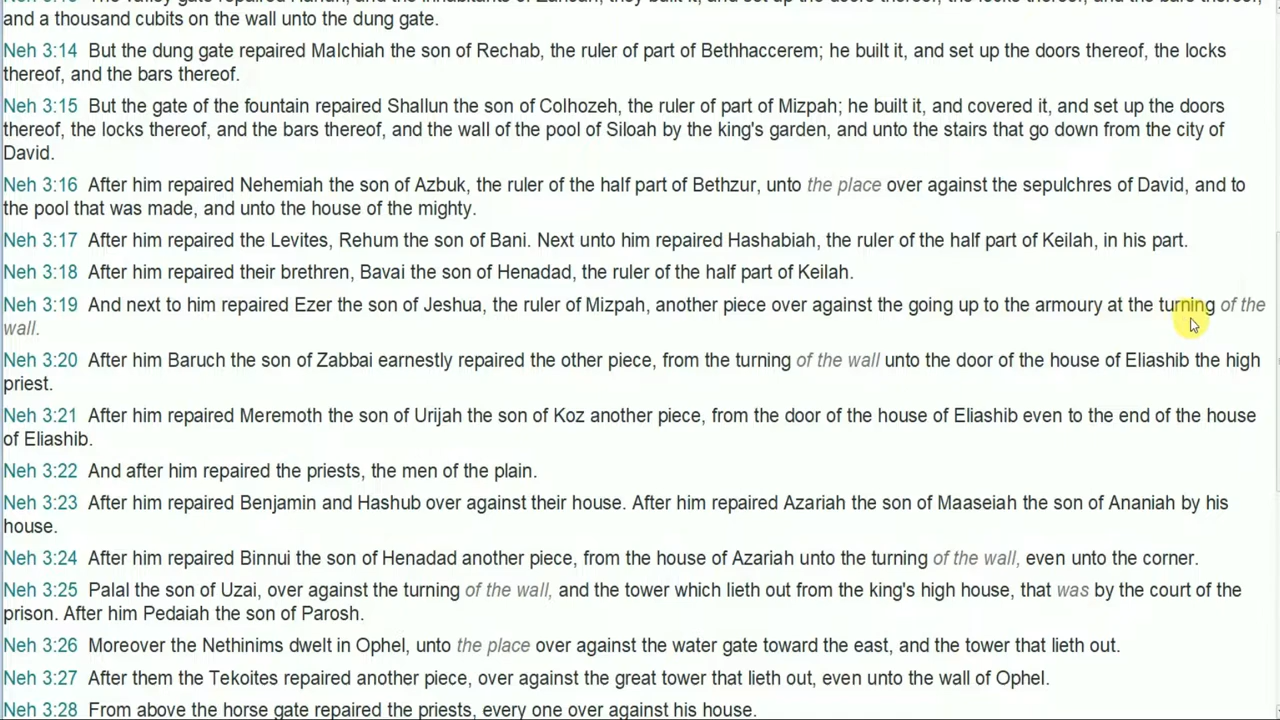 and a thousand cubits on the wall unto the dung gate.
Neh 3:14 But the dung gate repaired Malchiah the son of Rechab, the ruler of part of Bethhaccerem; he built it, and set up the doors thereof, the locks
thereof, and the bars thereof.
Neh 3:15 But the gate of the fountain repaired Shallun the son of Colhozeh, the ruler of part of Mizpah; he built it, and covered it, and set up the doors
thereof, the locks thereof, and the bars thereof, and the wall of the pool of Siloah by the king's garden, and unto the stairs that go down from the city of
David.
Neh 3:16 After him repaired Nehemiah the son of Azbuk, the ruler of the half part of Bethzur, unto the place over against the sepulchres of David, and to
the pool that was made, and unto the house of the mighty.
Neh 3:17 After him repaired the Levites, Rehum the son of Bani. Next unto him repaired Hashabiah, the ruler of the half part of Keilah, in his part.
Neh 3:18 After him repaired their brethren, Bavai the son of Henadad, the ruler of the half part of Keilah.
Neh 3:19 And next to him repaired Ezer the son of Jeshua, the ruler of Mizpah, another piece over against the going up to the armoury at the turning of the
wall.
Neh 3:20 After him Baruch the son of Zabbai earnestly repaired the other piece, from the turning of the wall unto the door of the house of Eliashib the high
priest.
Neh 3:21 After him repaired Meremoth the son of Urijah the son of Koz another piece, from the door of the house of Eliashib even to the end of the house
of Eliashib.
Neh 3:22 And after him repaired the priests, the men of the plain.
Neh 3:23 After him repaired Benjamin and Hashub over against their house. After him repaired Azariah the son of Maaseiah the son of Ananiah by his
house.
Neh 3:24 After him repaired Binnui the son of Henadad another piece, from the house of Azariah unto the turning of the wall, even unto the corner.
Neh 3:25 Palal the son of Uzai, over against the turning of the wall, and the tower which lieth out from the king's high house, that was by the court of the
prison. After him Pedaiah the son of Parosh.
Neh 3:26 Moreover the Nethinims dwelt in Ophel, unto the place over against the water gate toward the east, and the tower that lieth out.
Neh 3:27 After them the Tekoites repaired another piece, over against the great tower that lieth out, even unto the wall of Ophel.
Neh 3:28 From above the horse gate repaired the priests, every one over against his house.